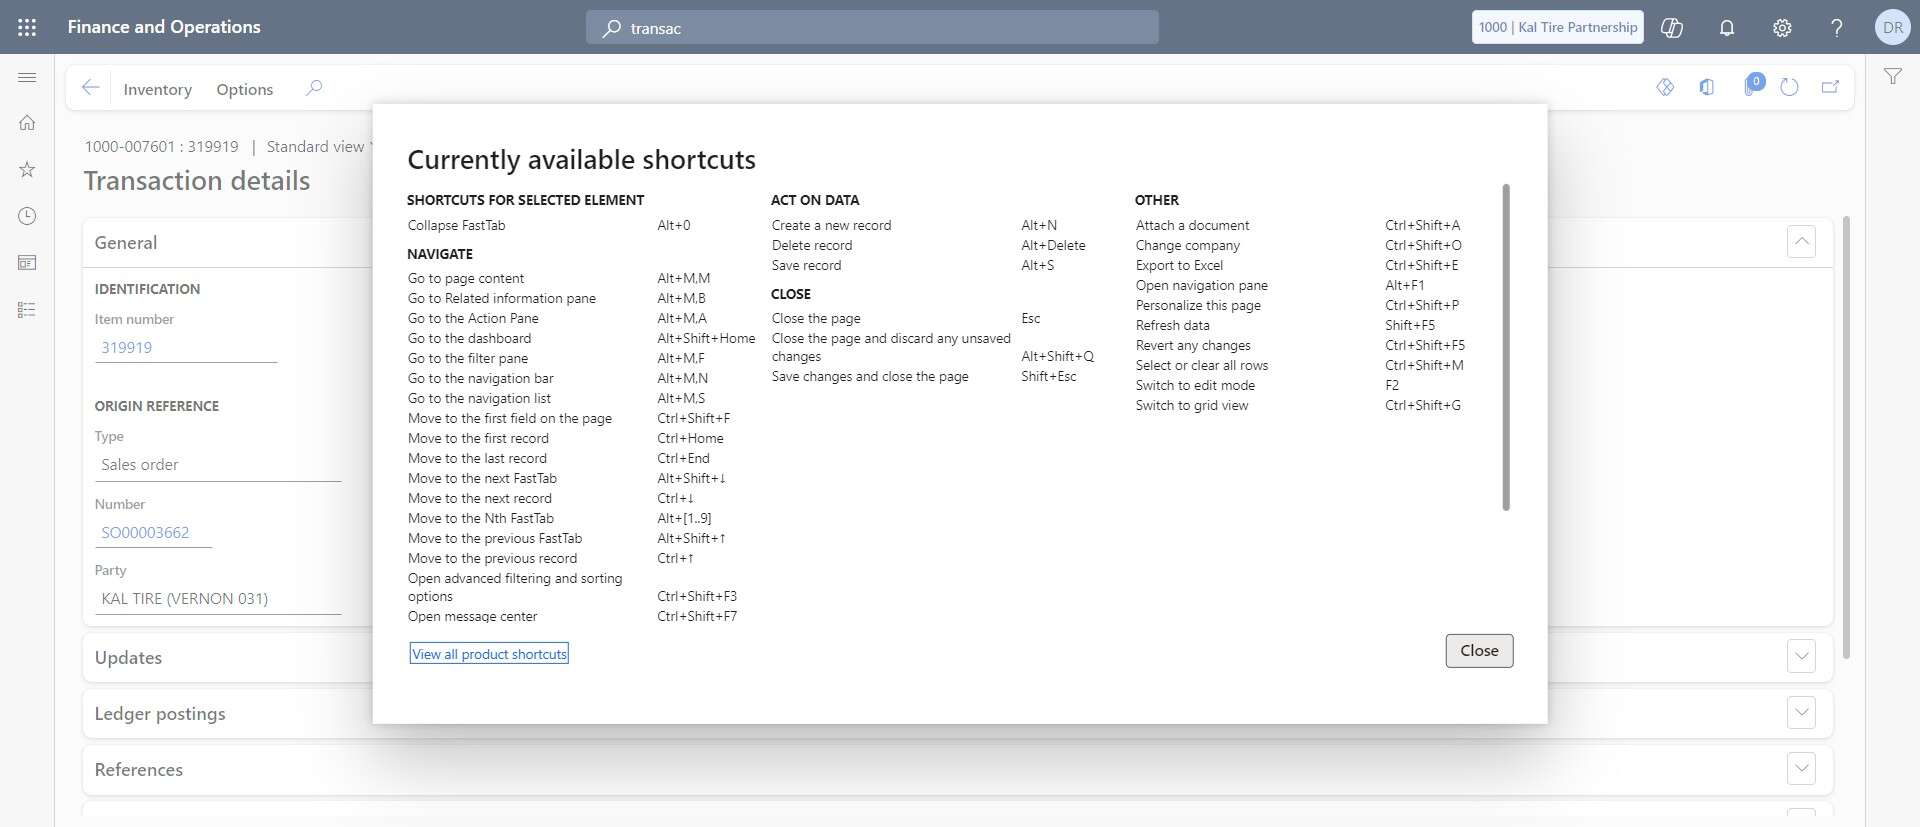 Finance and Operations
transac
1000 | Kal Tire Partnership
DR
Inventory
Options
0
1000-007601 : 319919 | Standard view
Transaction details
General
IDENTIFICATION
Item number
319919
ORIGIN REFERENCE
Type
Sales order
Number
SO00003662
Party
KAL TIRE (VERNON 031)
Updates
Ledger postings
References
Currently available shortcuts
SHORTCUTS FOR SELECTED ELEMENT
Collapse FastTab Alt+0
NAVIGATE
Go to page content Alt+M,M
Go to Related information pane Alt+M,B
Go to the Action Pane Alt+M,A
Go to the dashboard Alt+Shift+Home
Go to the filter pane Alt+M,F
Go to the navigation bar Alt+M,N
Go to the navigation list Alt+M,S
Move to the first field on the page Ctrl+Shift+F
Move to the first record Ctrl+Home
Move to the last record Ctrl+End
Move to the next FastTab Alt+Shift+↓
Move to the next record Ctrl+↓
Move to the Nth FastTab Alt+[1..9]
Move to the previous FastTab Alt+Shift+↑
Move to the previous record Ctrl+↑
Open advanced filtering and sorting
options Ctrl+Shift+F3
Open message center Ctrl+Shift+F7
ACT ON DATA
Create a new record Alt+N
Delete record Alt+Delete
Save record Alt+S
CLOSE
Close the page Esc
Close the page and discard any unsaved
changes Alt+Shift+Q
Save changes and close the page Shift+Esc
OTHER
Attach a document Ctrl+Shift+A
Change company Ctrl+Shift+O
Export to Excel Ctrl+Shift+E
Open navigation pane Alt+F1
Personalize this page Ctrl+Shift+P
Refresh data Shift+F5
Revert any changes Ctrl+Shift+F5
Select or clear all rows Ctrl+Shift+M
Switch to edit mode F2
Switch to grid view Ctrl+Shift+G
View all product shortcuts
Close